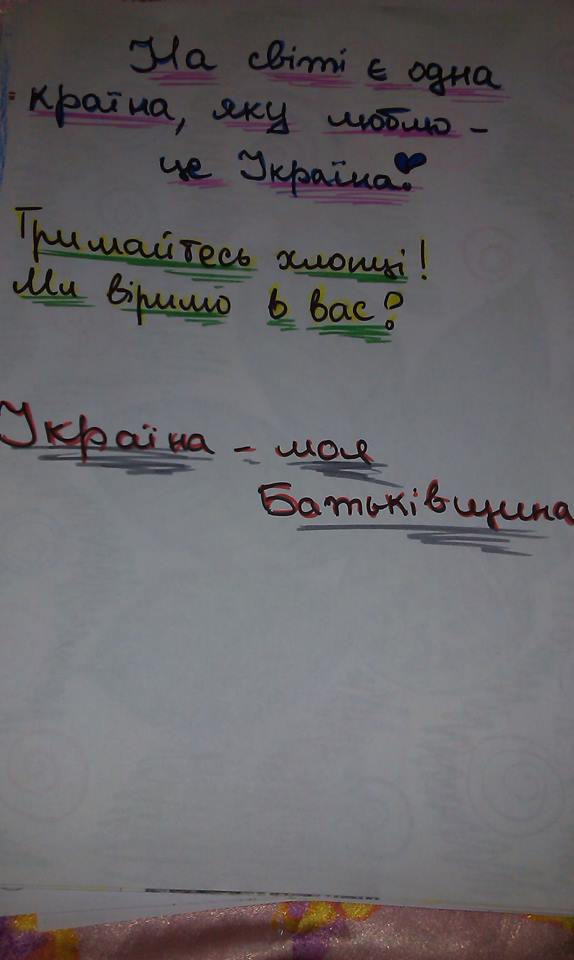 На світі є одна
країна, яку люблю -
це Україна!
Тримайтесь хлопці!
Ми віримо в вас!
Україна - моя
Батьківщина